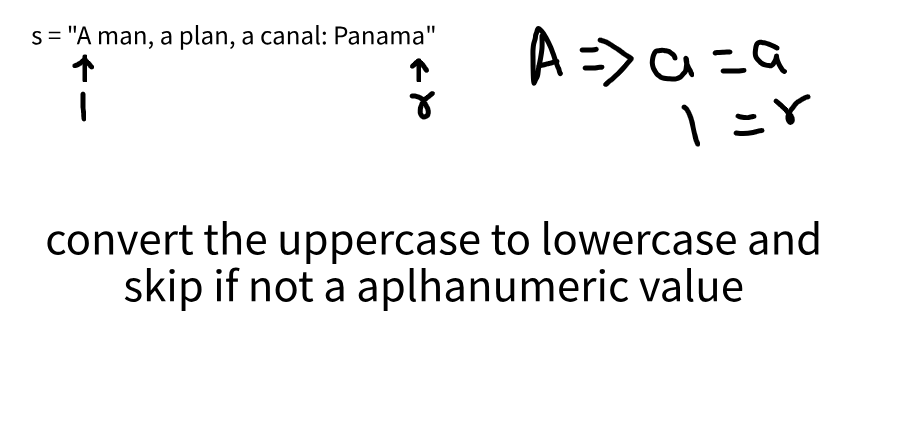 s = "A man, a plan, a canal: Panama"
l r
A => a = a
l = r
convert the uppercase to lowercase and
skip if not a aplhanumeric value